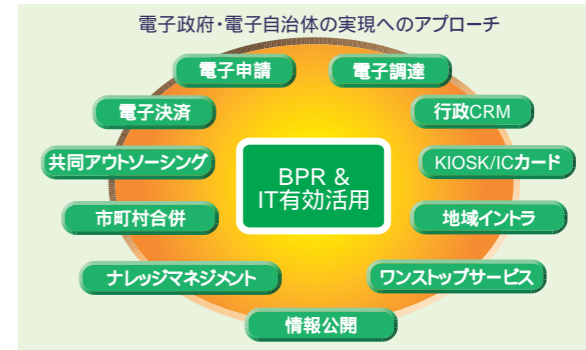 電子政府・電子自治体の実現へのアプローチ
電子申請
電子調達
電子決済
行政CRM
共同アウトソーシング
KIOSK/ICカード
BPR &
IT有効活用
市町村合併
地域イントラ
ナレッジマネジメント
ワンストップサービス
情報公開